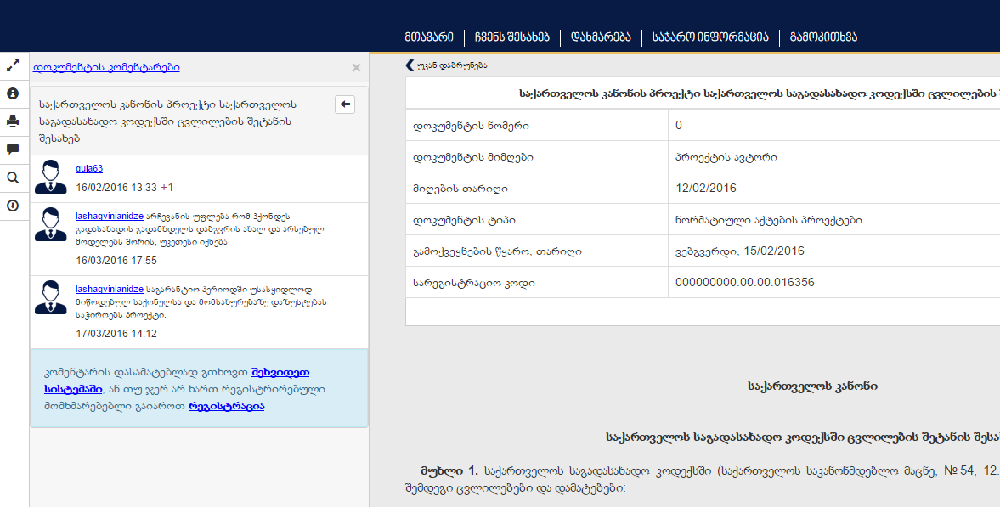 მთავარი
ჩვენს შესახებ
დახმარება
საჯარო ინფორმაცია
გამოკითხვა
დოკუმენტის კომენტარები
×
საქართველოს კანონის პროექტი საქართველოს
საგადასახადო კოდექსში ცვლილების შეტანის
შესახებ
guja63
16/02/2016 13:33 +1
lashaqvinianidze არჩევანის უფლება რომ ჰქონდეს
გადასახადის გადამხდელს დაბგვრის ახალ და არსებულ
მოდელებს შორის, უკეთესი იქნება
16/03/2016 17:55
lashaqvinianidze საგარანტიო პერიოდში უსასყიდლოდ
მიწოდებულ საქონელსა და მომსახურებაზე დაზუსტებას
საჭიროებს პროექტი.
17/03/2016 14:12
კომენტარის დასამატებლად გთხოვთ შეხვიდეთ
სისტემაში, ან თუ ჯერ არ ხართ რეგისტრირებული
მომხმარებებლი გაიაროთ რეგისტრაცია
უკან დაბრუნება
საქართველოს კანონის პროექტი საქართველოს საგადასახადო კოდექსში ცვლილების
დოკუმენტის ნომერი 0
დოკუმენტის მიმღები პროექტის ავტორი
მიღების თარიღი 12/02/2016
დოკუმენტის ტიპი ნორმატიული აქტების პროექტები
გამოქვეყნების წყარო, თარიღი ვებგვერდი, 15/02/2016
სარეგისტრაციო კოდი 000000000.00.00.016356
საქართველოს კანონი
საქართველოს საგადასახადო კოდექსში ცვლილების შეტანის შესა
მუხლი 1. საქართველოს საგადასახადო კოდექსში (საქართველოს საკანონმდებლო მაცნე, №54, 12.
შემდეგი ცვლილებები და დამატებები: